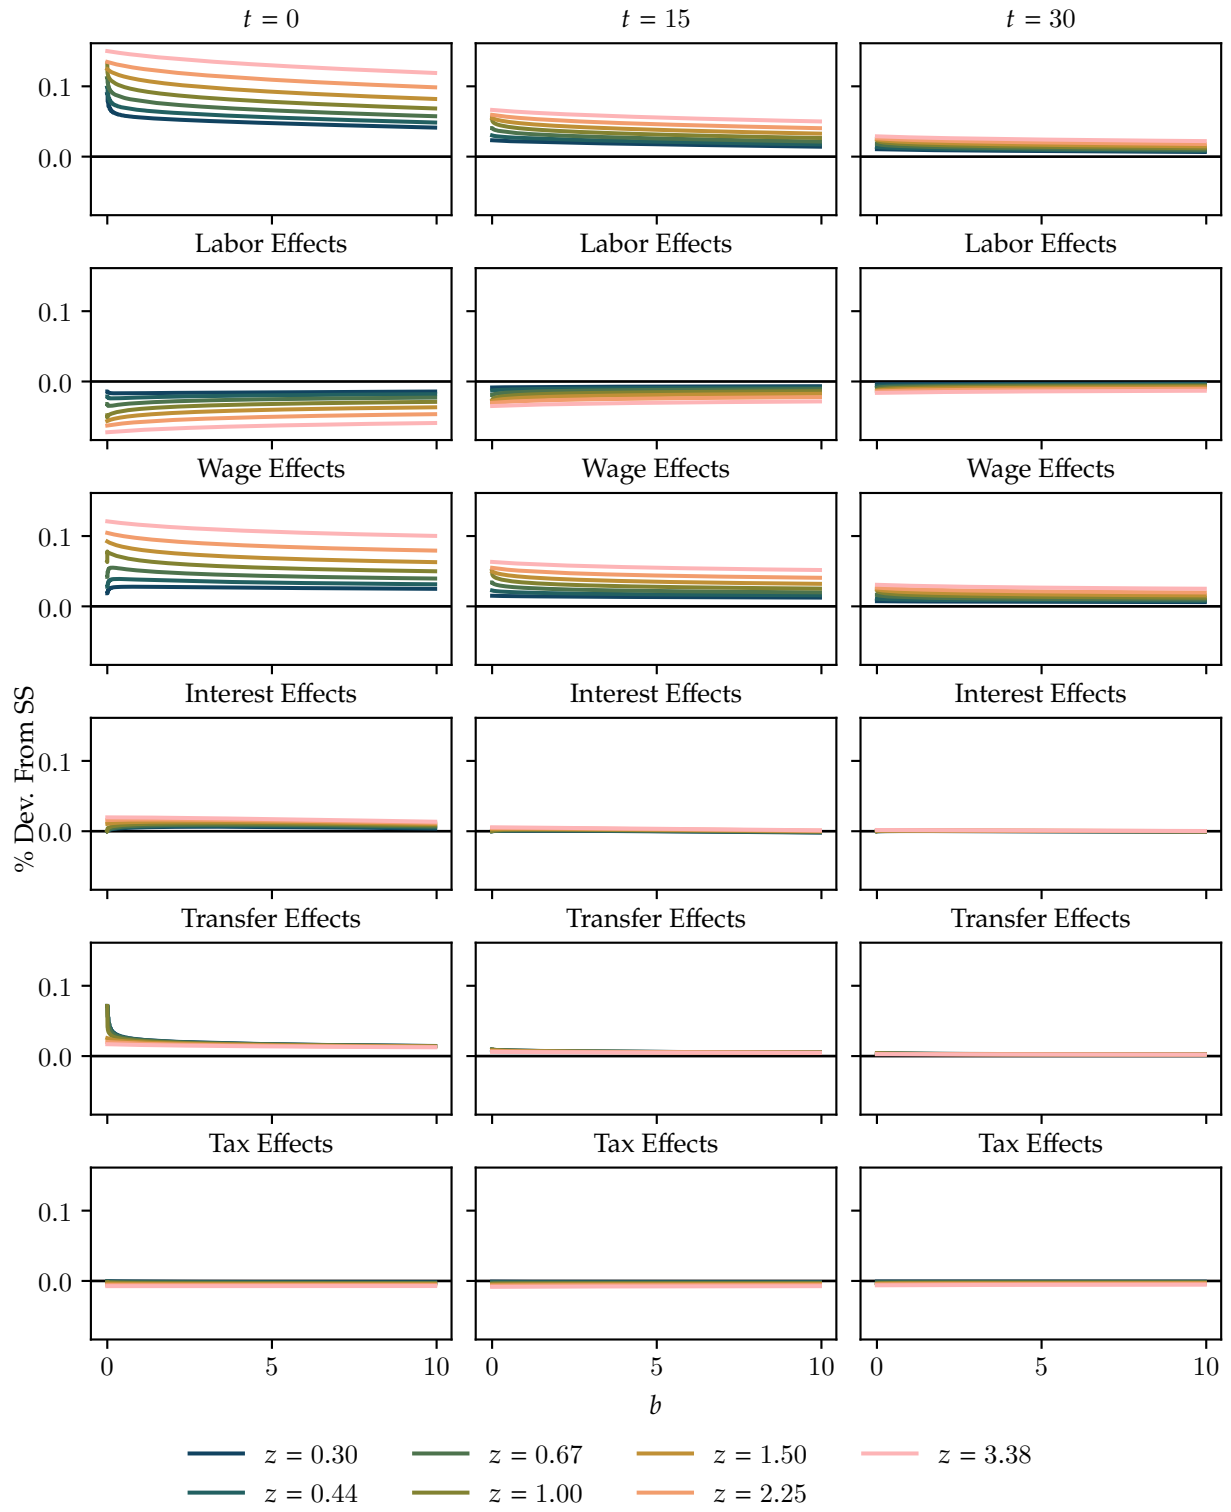 t = 0 t = 15 t = 30
0.1
0.0
Labor Effects Labor Effects Labor Effects
0.1
0.0
Wage Effects Wage Effects Wage Effects
0.1
0.0
Interest Effects Interest Effects Interest Effects
% Dev. From SS
0.1
0.0
Transfer Effects Transfer Effects Transfer Effects
0.1
0.0
Tax Effects Tax Effects Tax Effects
0.1
0.0
0 5 10 0 5 10 0 5 10
b
z = 0.30 z = 0.67 z = 1.50 z = 3.38
z = 0.44 z = 1.00 z = 2.25